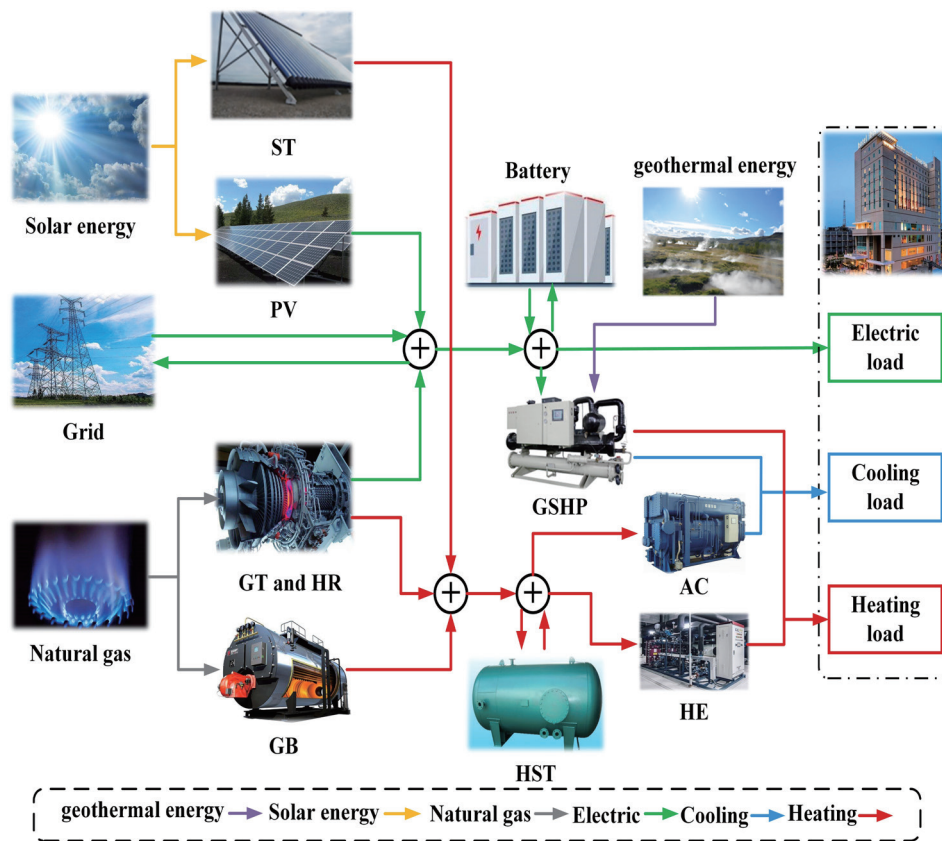 ST
Solar energy
PV
Battery
geothermal energy
Grid
Electric
load
GSHP
Cooling
load
GT and HR
AC
Natural gas
Heating
load
GB
HST
HE
geothermal energy Solar energy Natural gas Electric Cooling Heating